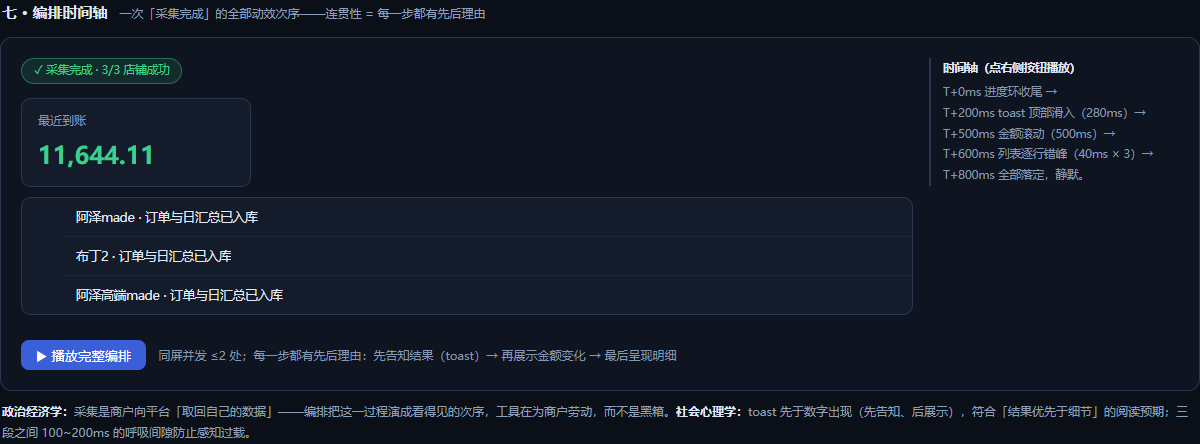 七 · 编排时间轴 一次「采集完成」的全部动效次序——连贯性 = 每一步都有先后理由
✓ 采集完成 · 3/3 店铺成功
最近到账
11,644.11
阿泽made · 订单与日汇总已入库
布丁2 · 订单与日汇总已入库
阿泽高端made · 订单与日汇总已入库
▶ 播放完整编排 同屏并发 ≤2 处；每一步都有先后理由：先告知结果（toast）→ 再展示金额变化 → 最后呈现明细
时间轴（点右侧按钮播放）
T+0ms 进度环收尾 →
T+200ms toast 顶部滑入（280ms）→
T+500ms 金额滚动（500ms）→
T+600ms 列表逐行错峰（40ms × 3）→
T+800ms 全部落定，静默。
政治经济学：采集是商户向平台「取回自己的数据」——编排把这一过程演成看得见的次序，工具在为商户劳动，而不是黑箱。社会心理学：toast 先于数字出现（先告知、后展示），符合「结果优先于细节」的阅读预期；三
段之间 100~200ms 的呼吸间隙防止感知过载。